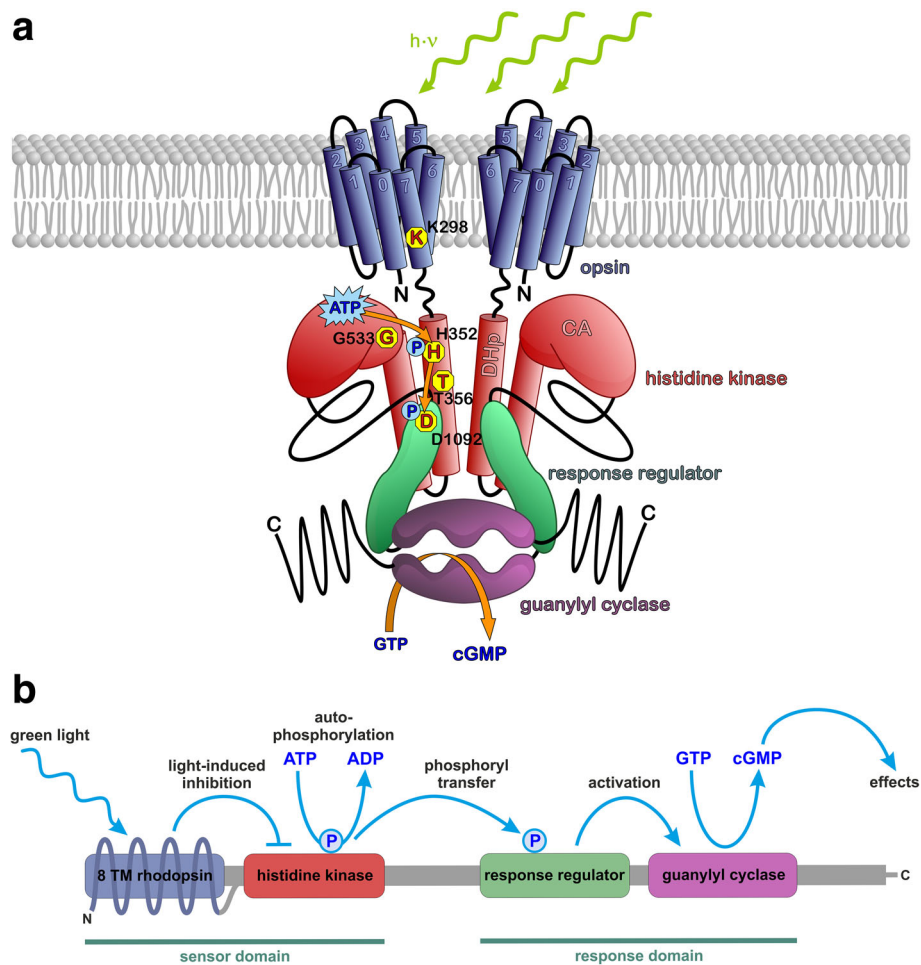 a
h·ν
5
4
3
2
1
0
7
6
5
4
3
2
6
7
0
1
K
K298
opsin
N
N
ATP
G533
G
P
H352
H
DHp
CA
histidine kinase
T
T356
P
D
D1092
response regulator
C
C
guanylyl cyclase
GTP
cGMP
b
green light
light-induced
inhibition
auto-
phosphorylation
ATP
ADP
phosphoryl
transfer
activation
GTP
cGMP
effects
P
P
8 TM rhodopsin
histidine kinase
response regulator
guanylyl cyclase
C
N
sensor domain
response domain